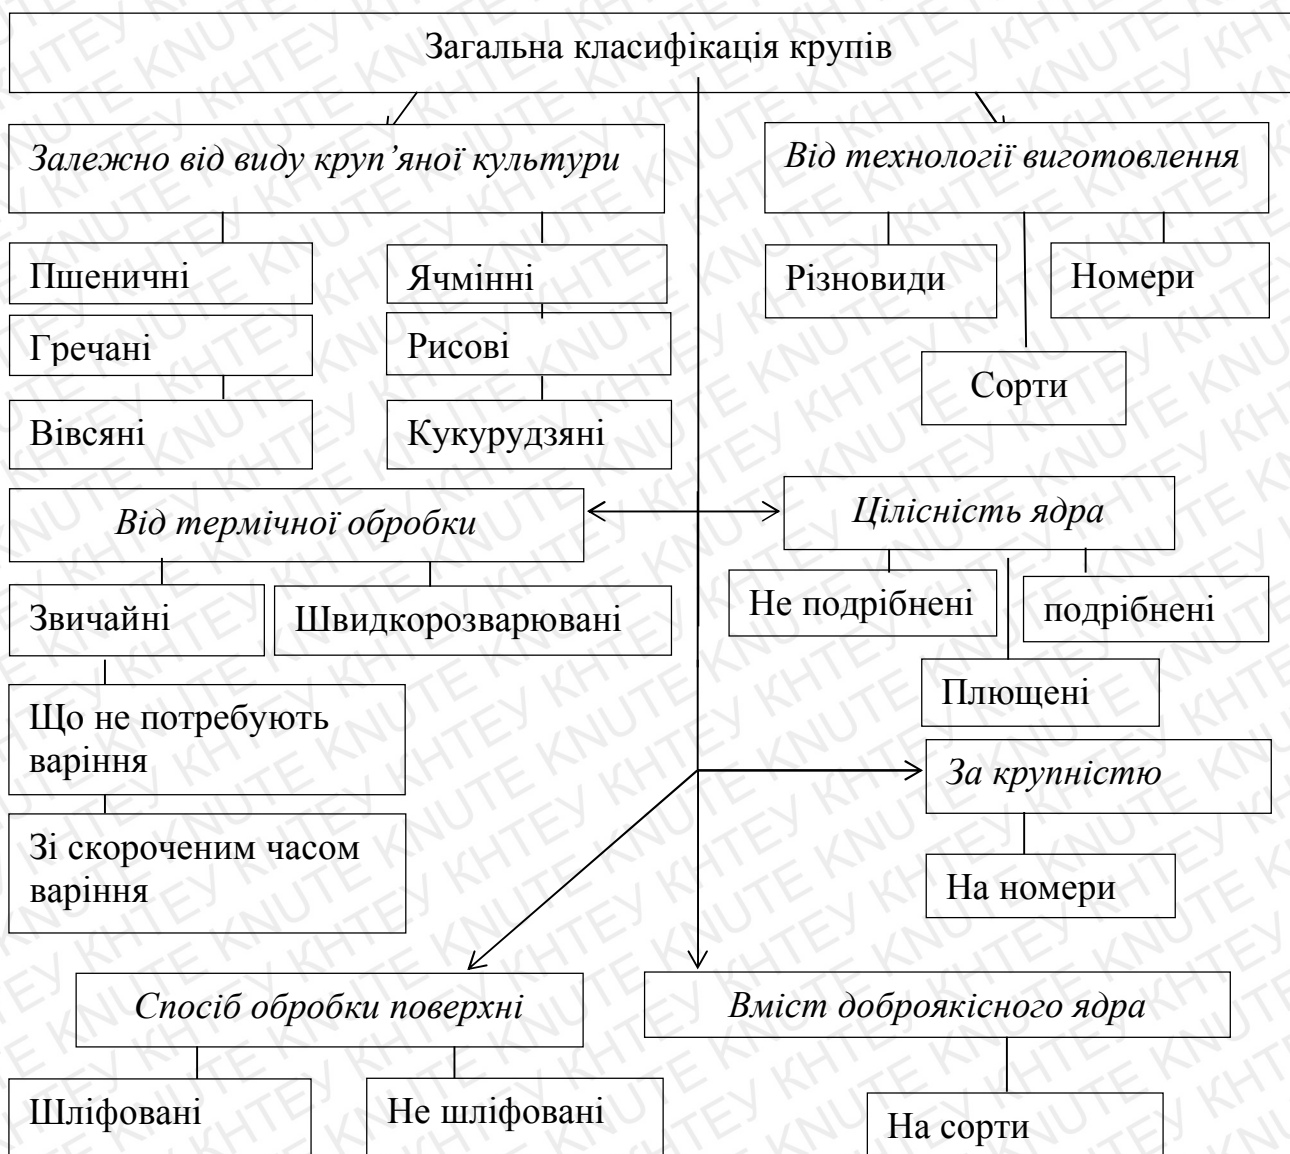 Загальна класифікація крупів
Залежно від виду круп’яної культури
Від технології виготовлення
Пшеничні
Ячмінні
Різновиди
Номери
Гречані
Рисові
Сорти
Вівсяні
Кукурудзяні
Від термічної обробки
Цілісність ядра
Звичайні
Швидкорозварювані
Не подрібнені
подрібнені
Що не потребують
варіння
Плющені
За крупністю
Зі скороченим часом
варіння
На номери
Спосіб обробки поверхні
Вміст доброякісного ядра
Шліфовані
Не шліфовані
На сорти